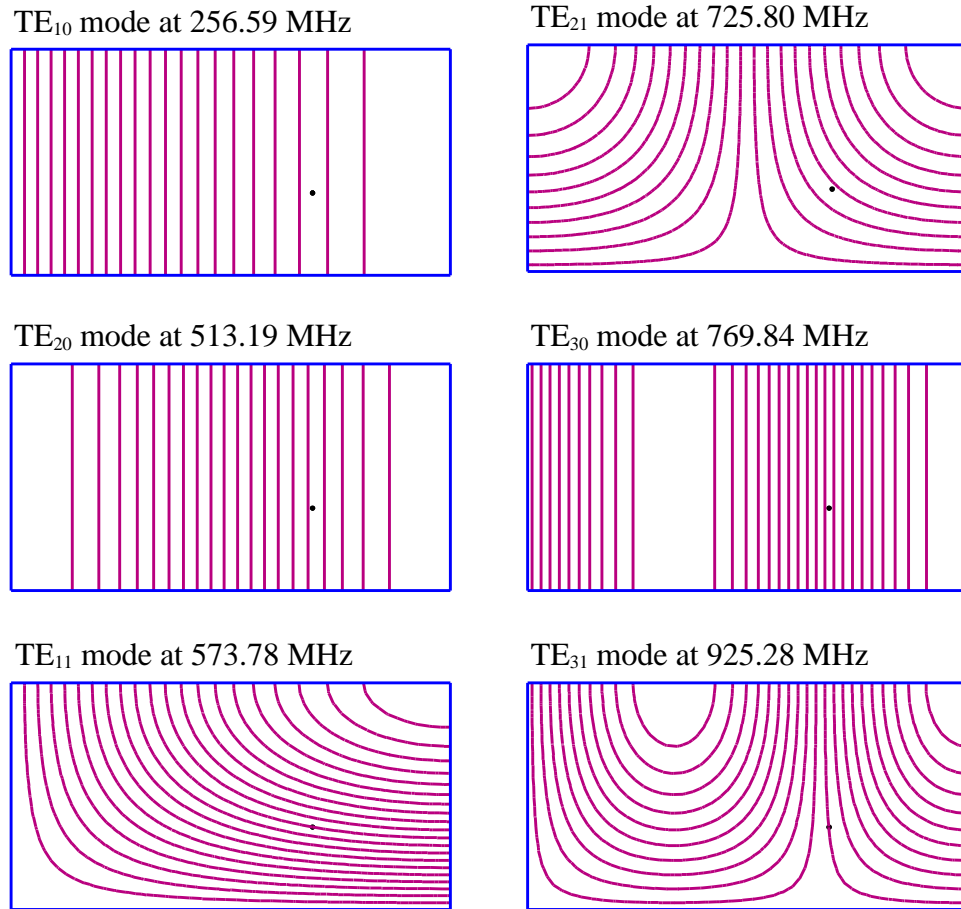 TE₁₀ mode at 256.59 MHz
TE₂₁ mode at 725.80 MHz
TE₂₀ mode at 513.19 MHz
TE₃₀ mode at 769.84 MHz
TE₁₁ mode at 573.78 MHz
TE₃₁ mode at 925.28 MHz